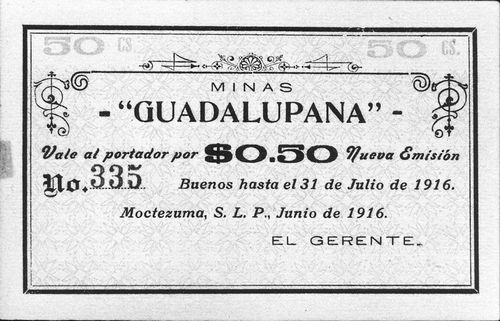 50 CS. 50 CS.
MINAS
- "GUADALUPANA" -
Vale al portador por $0.50 Nueva Emisión
No. 335 Buenos hasta el 31 de Julio de 1916.
Moctezuma, S. L. P., Junio de 1916.
EL GERENTE.